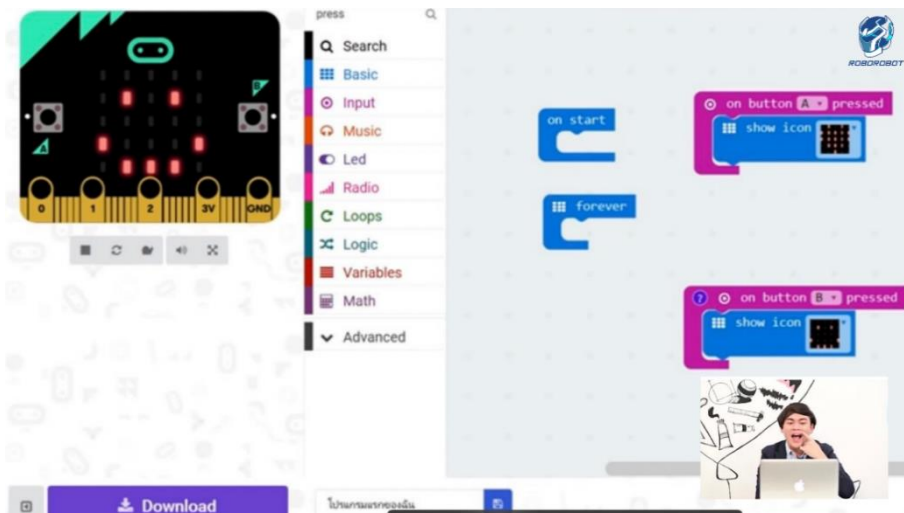 press
Search
Basic
Input
Music
Led
Radio
Loops
Logic
Variables
Math
Advanced
A
B
0 1 2 3V GND
Download
on start
forever
on button A pressed
show icon
? on button B pressed
show icon
โปรแกรมแรกของฉัน
ROBOROBOT